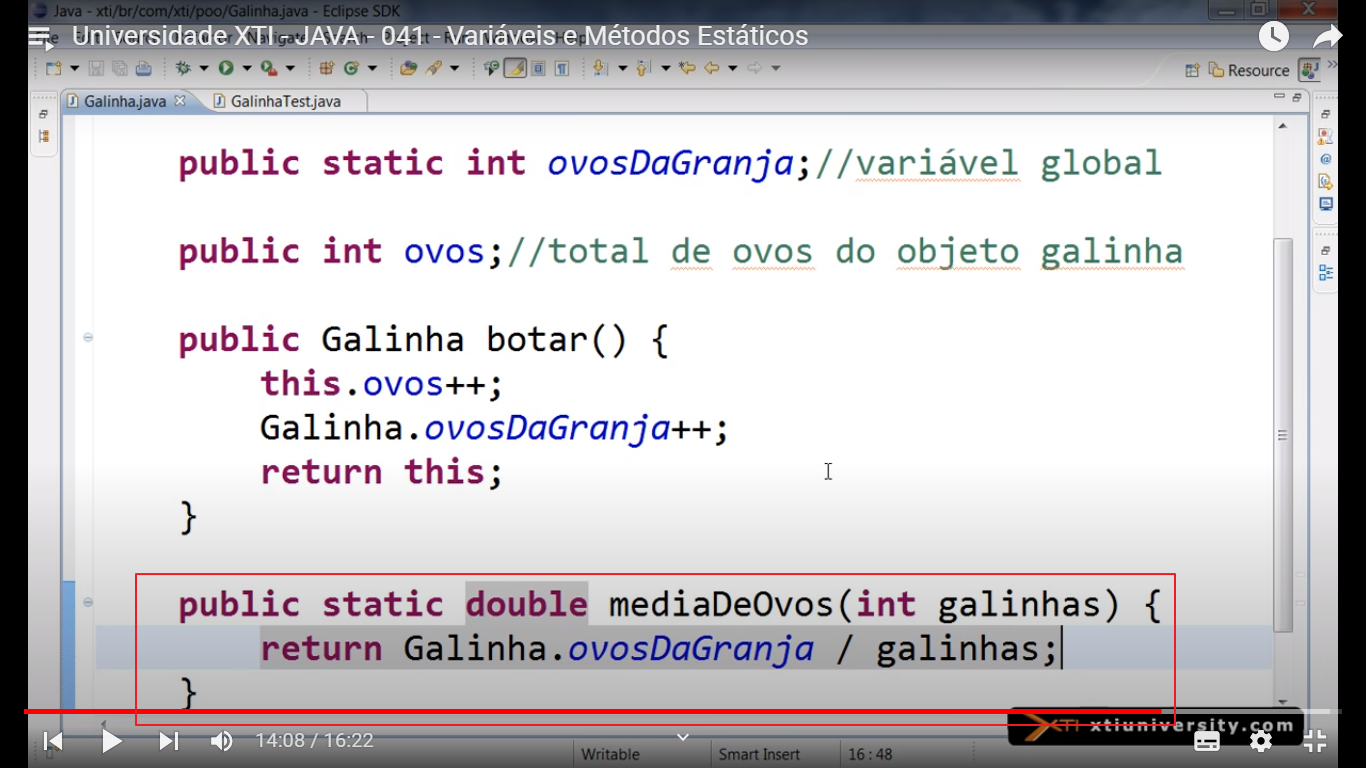 Java - xti/br/com/xti/poo/Galinha.java - Eclipse SDK
Universidade XTI - JAVA - 041 - Variáveis e Métodos Estáticos
Resource
Galinha.java
GalinhaTest.java
public static int ovosDaGranja;//variável global
public int ovos;//total de ovos do objeto galinha
public Galinha botar() {
this.ovos++;
Galinha.ovosDaGranja++;
return this;
}
public static double mediaDeOvos(int galinhas) {
return Galinha.ovosDaGranja / galinhas;
}
XTI xtiuniversity.com
14:08 / 16:22
Writable
Smart Insert
16 : 48